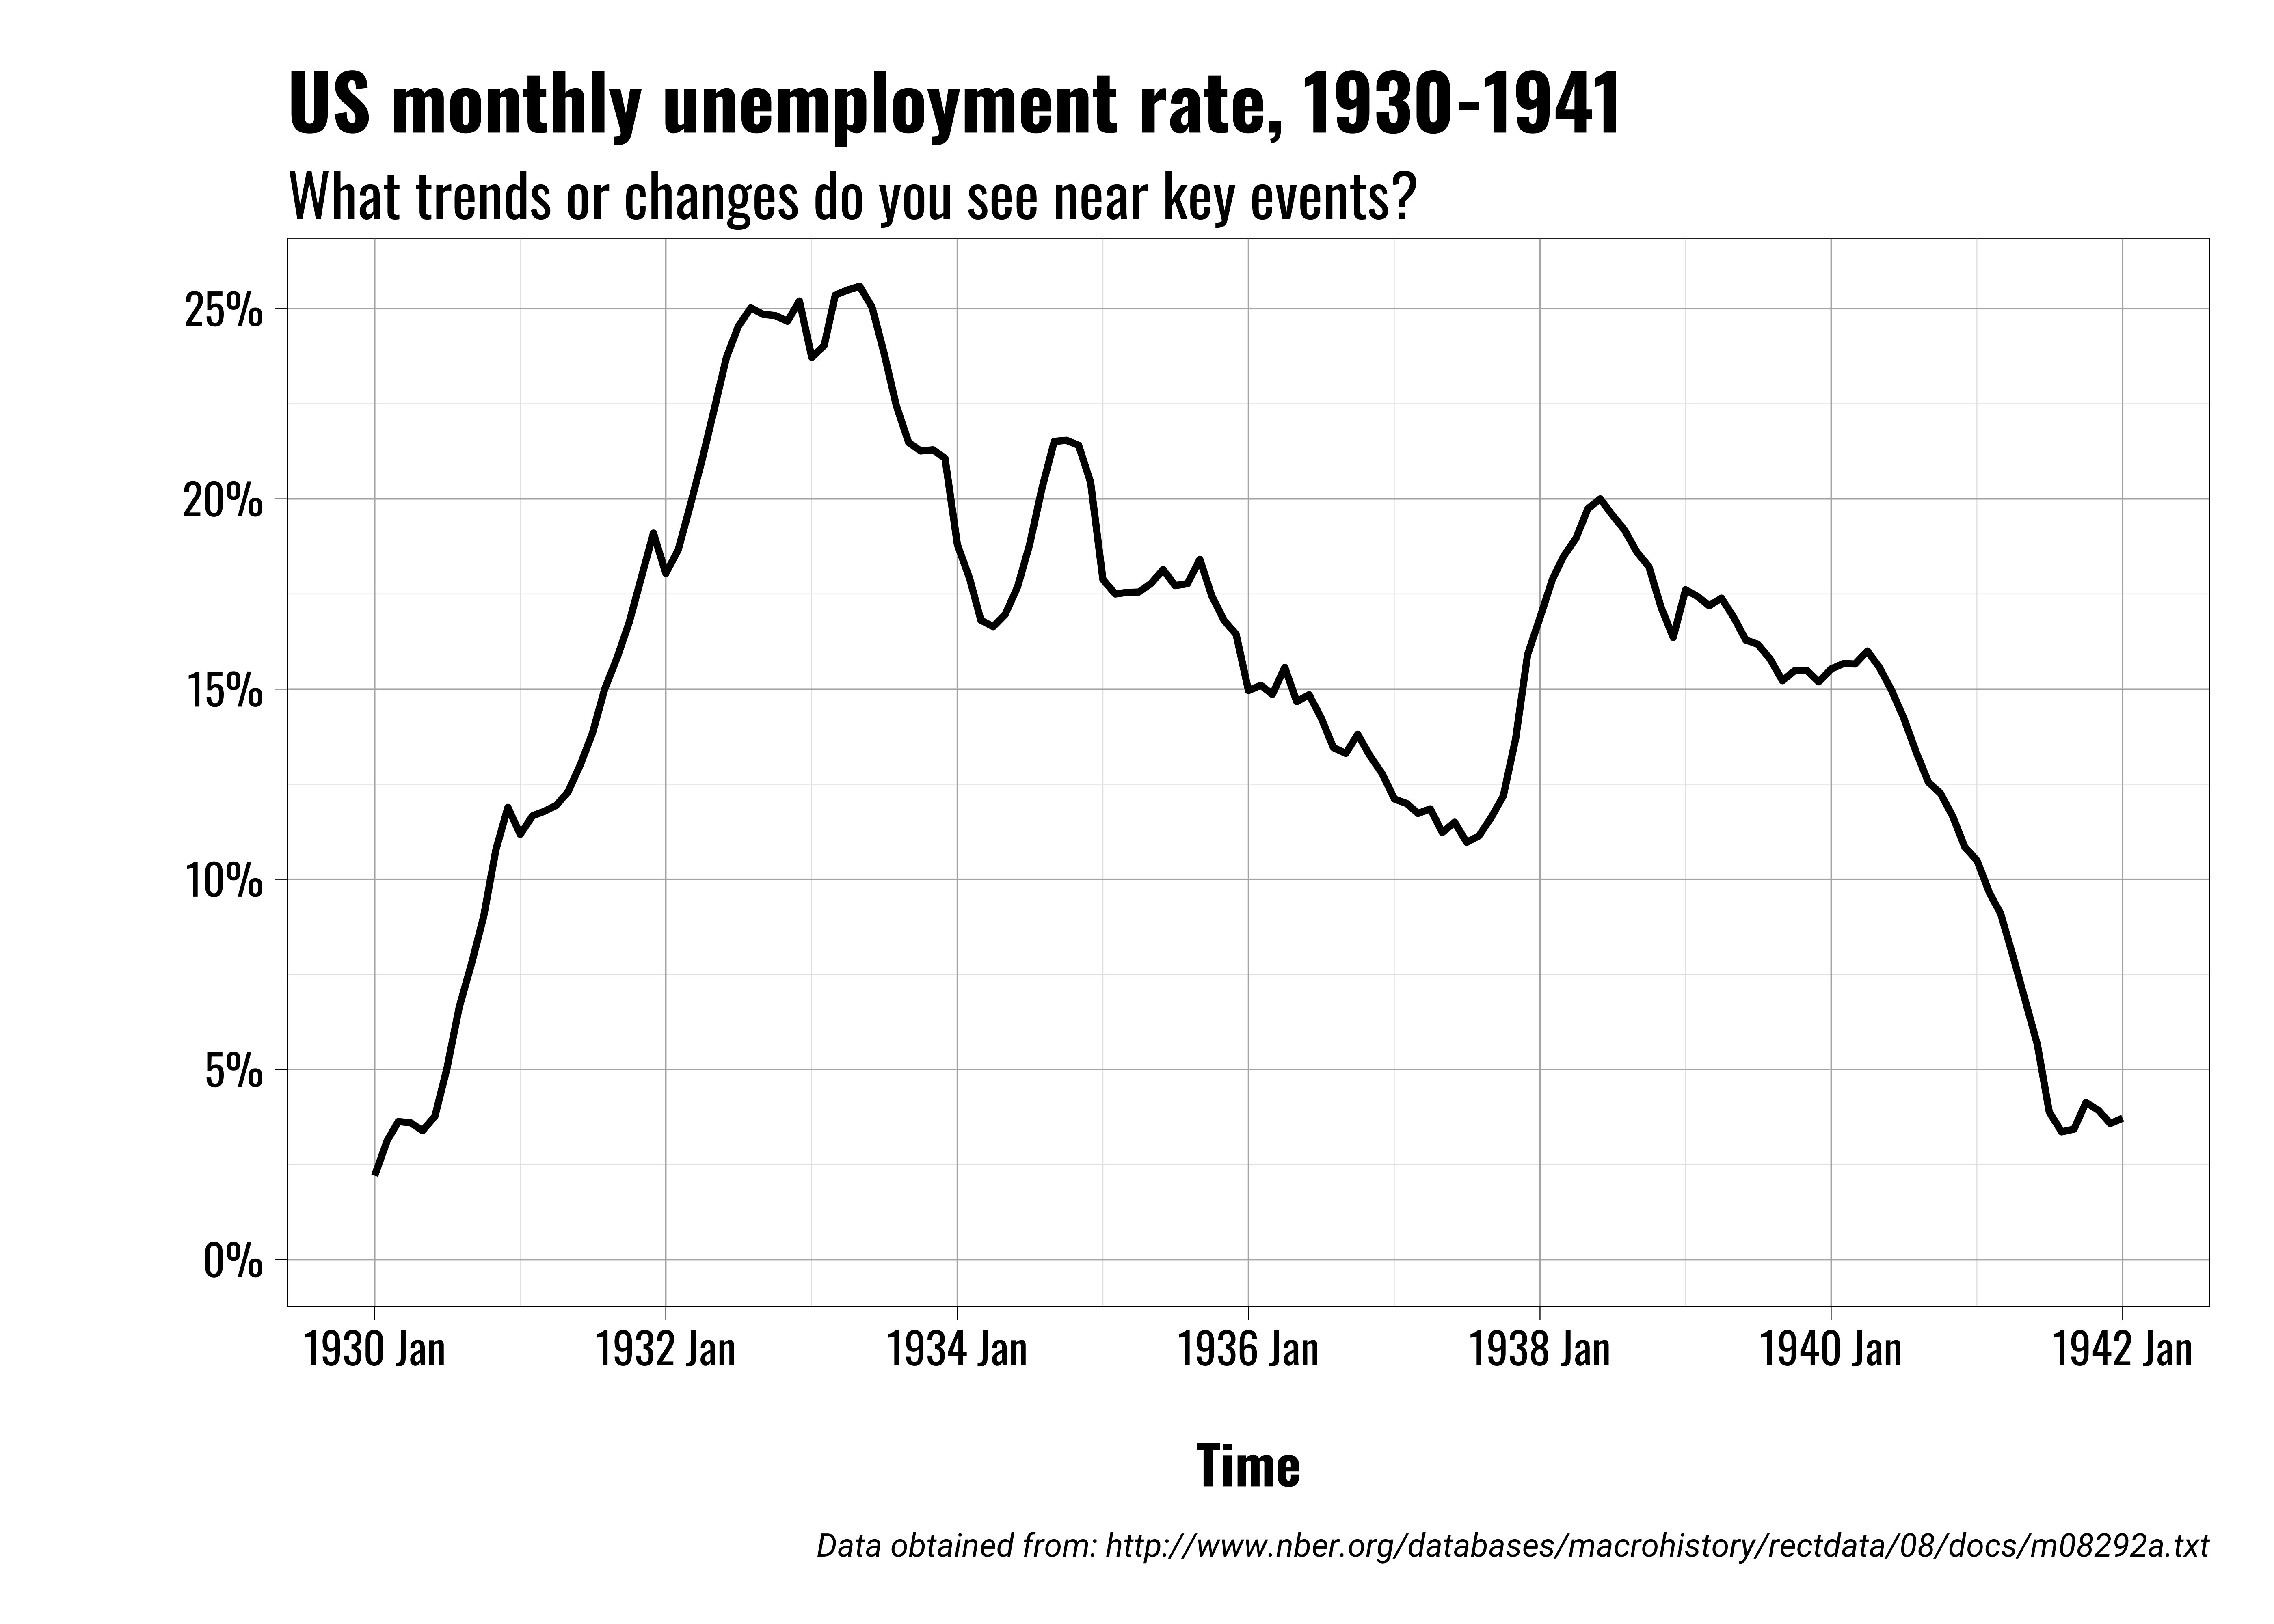 US monthly unemployment rate, 1930-1941
What trends or changes do you see near key events?
25%
20%
15%
10%
5%
0%
1930 Jan 1932 Jan 1934 Jan 1936 Jan 1938 Jan 1940 Jan 1942 Jan
Time
Data obtained from: http://www.nber.org/databases/macrohistory/rectdata/08/docs/m08292a.txt